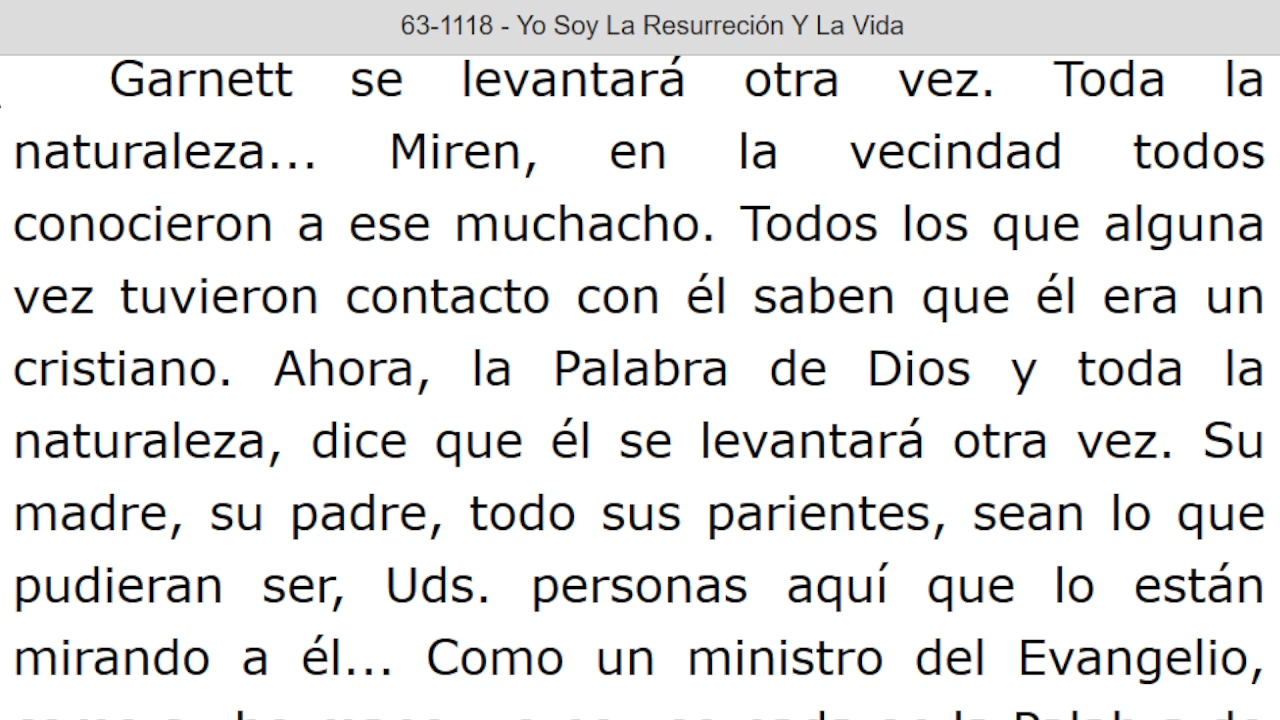 63-1118 - Yo Soy La Resurreción Y La Vida
Garnett se levantará otra vez. Toda la
naturaleza... Miren, en la vecindad todos
conocieron a ese muchacho. Todos los que alguna
vez tuvieron contacto con él saben que él era un
cristiano. Ahora, la Palabra de Dios y toda la
naturaleza, dice que él se levantará otra vez. Su
madre, su padre, todo sus parientes, sean lo que
pudieran ser, Uds. personas aquí que lo están
mirando a él... Como un ministro del Evangelio,